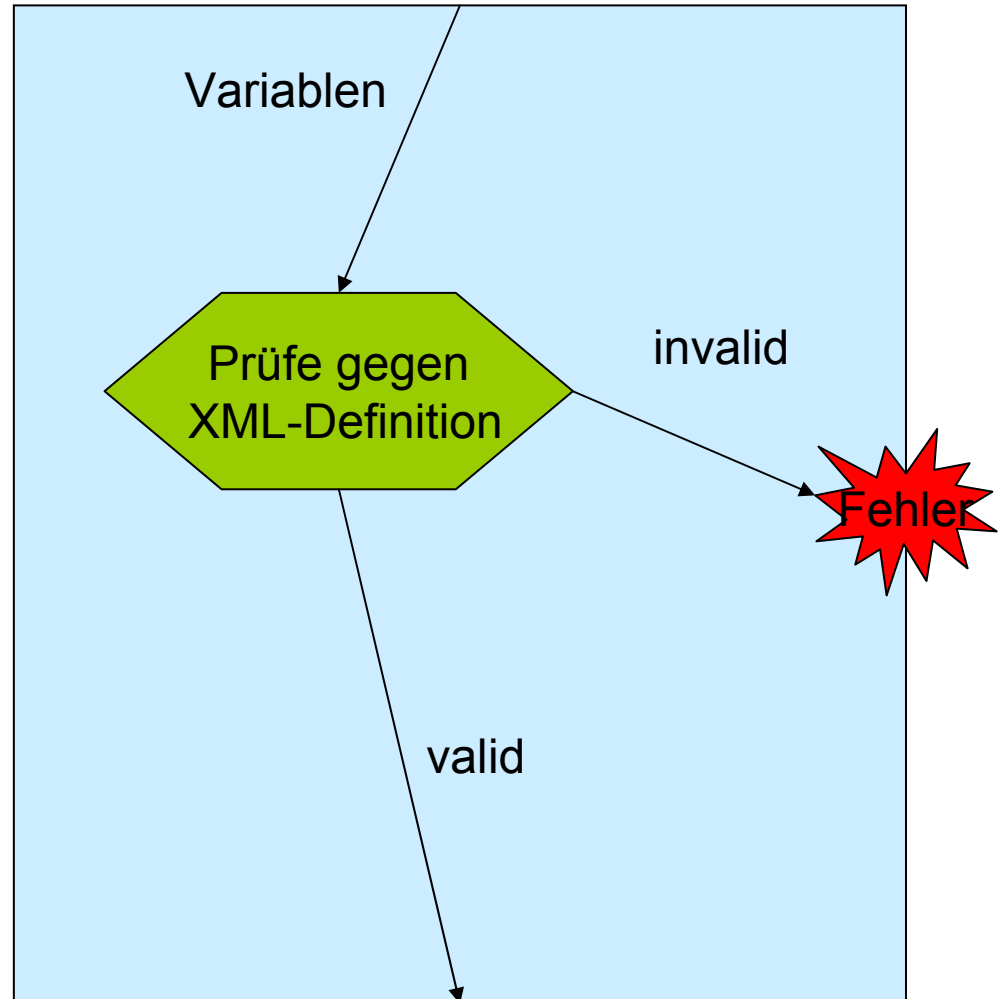 Variablen
Prüfe gegen
XML-Definition
invalid
Fehler
valid